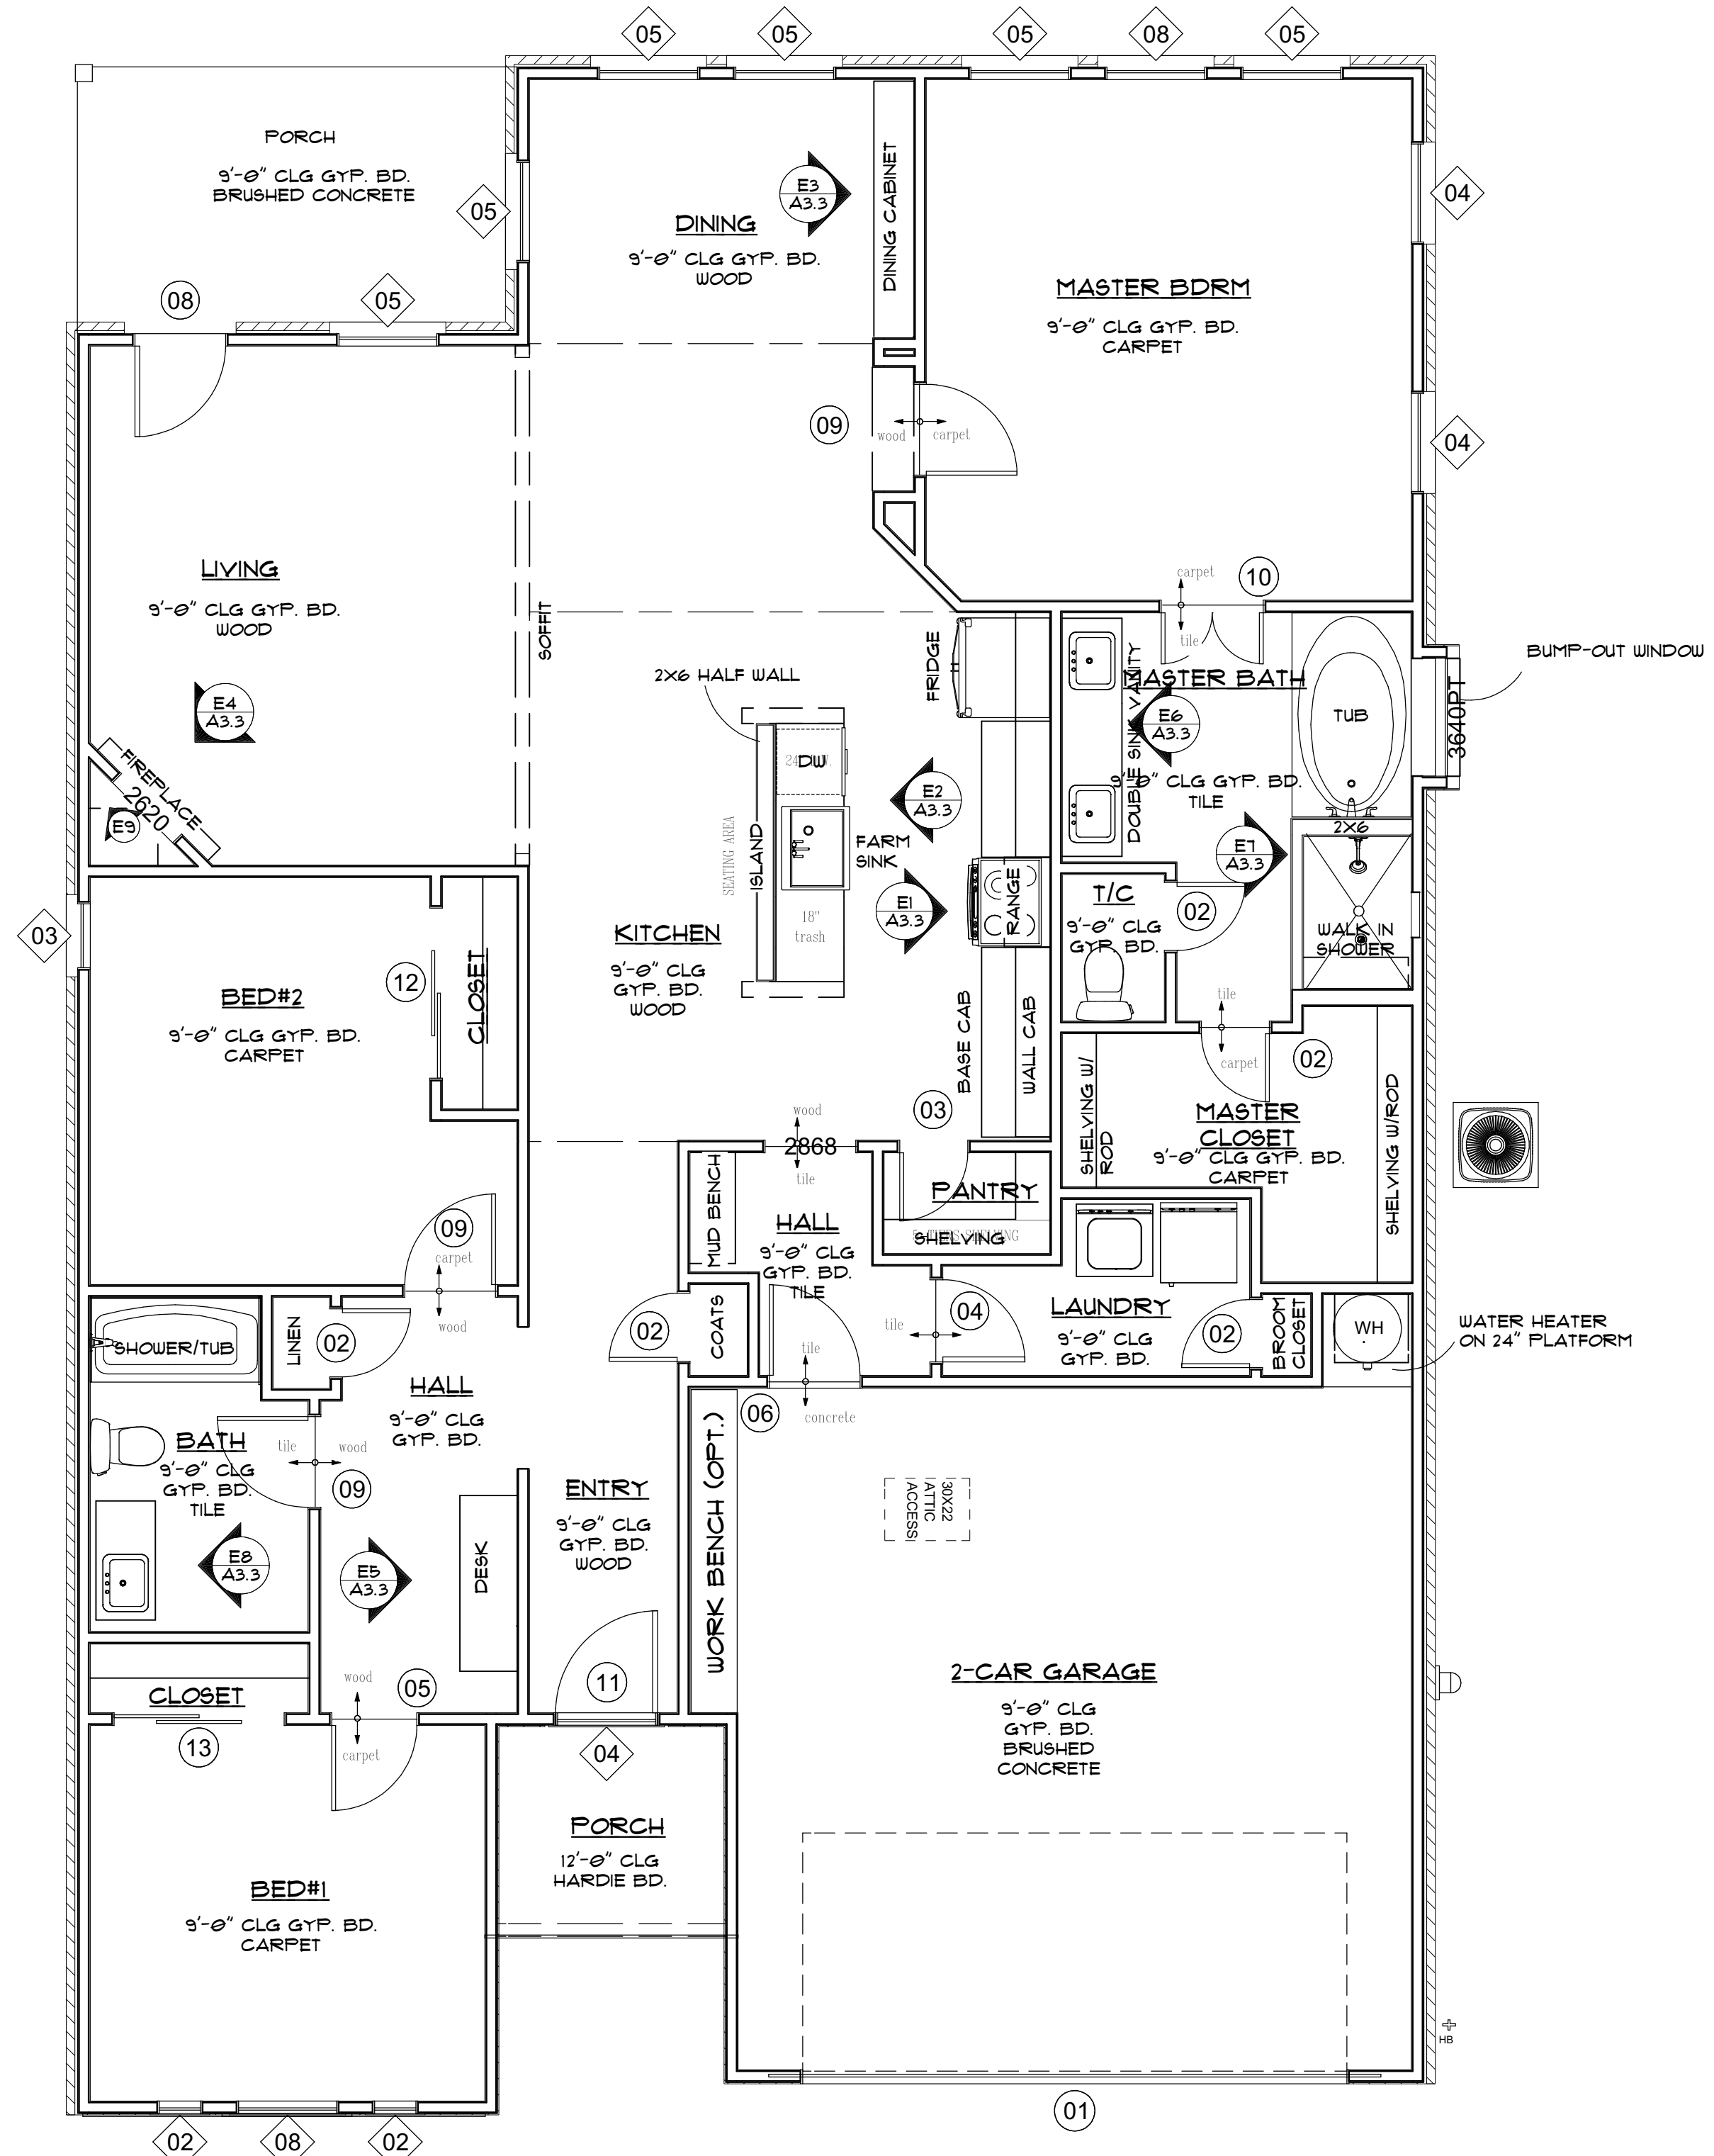 05
05
05
08
05
PORCH
9'-0" CLG GYP. BD.
BRUSHED CONCRETE
05
08
05
DINING
9'-0" CLG GYP. BD.
WOOD
E3
A3.3
DINING CABINET
MASTER BDRM
9'-0" CLG GYP. BD.
CARPET
04
04
09
wood
carpet
LIVING
9'-0" CLG GYP. BD.
WOOD
SOFFIT
E4
A3.3
FIREPLACE
2620
E9
2X6 HALF WALL
FRIDGE
24" D.W.
DW
E2
A3.3
SEATING AREA
ISLAND
FARM
SINK
E1
A3.3
RANGE
18"
trash
KITCHEN
9'-0" CLG
GYP. BD.
WOOD
BASE CAB
WALL CAB
03
carpet
10
tile
MASTER BATH
DOUBLE SINK VANITY
E6
A3.3
9'-0" CLG GYP. BD.
TILE
TUB
3640PT
BUMP-OUT WINDOW
2X6
E7
A3.3
T/C
9'-0" CLG
GYP. BD.
02
WALK IN
SHOWER
tile
carpet
02
SHELVING W/
ROD
MASTER
CLOSET
9'-0" CLG GYP. BD.
CARPET
SHELVING W/ROD
03
BED#2
9'-0" CLG GYP. BD.
CARPET
12
CLOSET
09
carpet
wood
wood
2868
tile
MUD BENCH
HALL
9'-0" CLG
GYP. BD.
TILE
PANTRY
SHELVING
COATS
02
04
tile
LAUNDRY
9'-0" CLG
GYP. BD.
02
BROOM
CLOSET
WH
WATER HEATER
ON 24" PLATFORM
SHOWER/TUB
LINEN
02
HALL
9'-0" CLG
GYP. BD.
BATH
9'-0" CLG
GYP. BD.
TILE
tile
wood
09
E8
A3.3
E5
A3.3
DESK
ENTRY
9'-0" CLG
GYP. BD.
WOOD
tile
concrete
06
WORK BENCH (OPT.)
30X22
ATTIC
ACCESS
2-CAR GARAGE
9'-0" CLG
GYP. BD.
BRUSHED
CONCRETE
CLOSET
13
wood
05
carpet
11
04
PORCH
12'-0" CLG
HARDIE BD.
BED#1
9'-0" CLG GYP. BD.
CARPET
HB
01
02
08
02